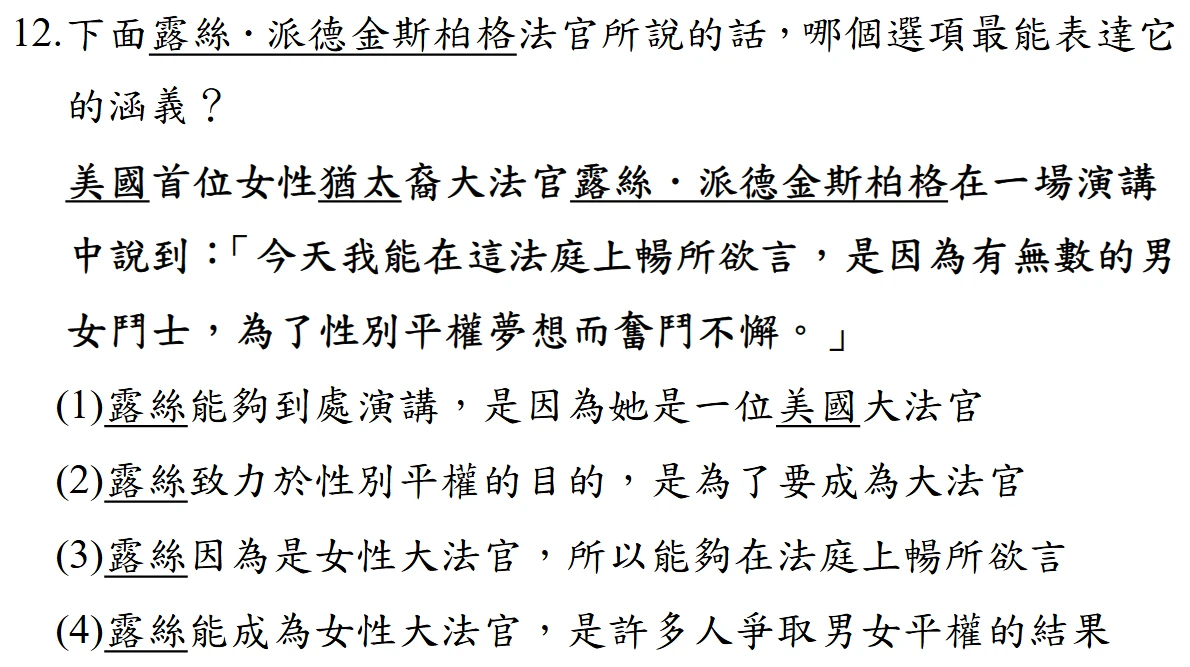 12.下面露絲·派德金斯柏格法官所說的話，哪個選項最能表達它
的涵義？
美國首位女性猶太裔大法官露絲·派德金斯柏格在一場演講
中說到：「今天我能在這法庭上暢所欲言，是因為有無數的男
女鬥士，為了性別平權夢想而奮鬥不懈。」
(1)露絲能夠到處演講，是因為她是一位美國大法官
(2)露絲致力於性別平權的目的，是為了要成為大法官
(3)露絲因為是女性大法官，所以能夠在法庭上暢所欲言
(4)露絲能成為女性大法官，是許多人爭取男女平權的結果